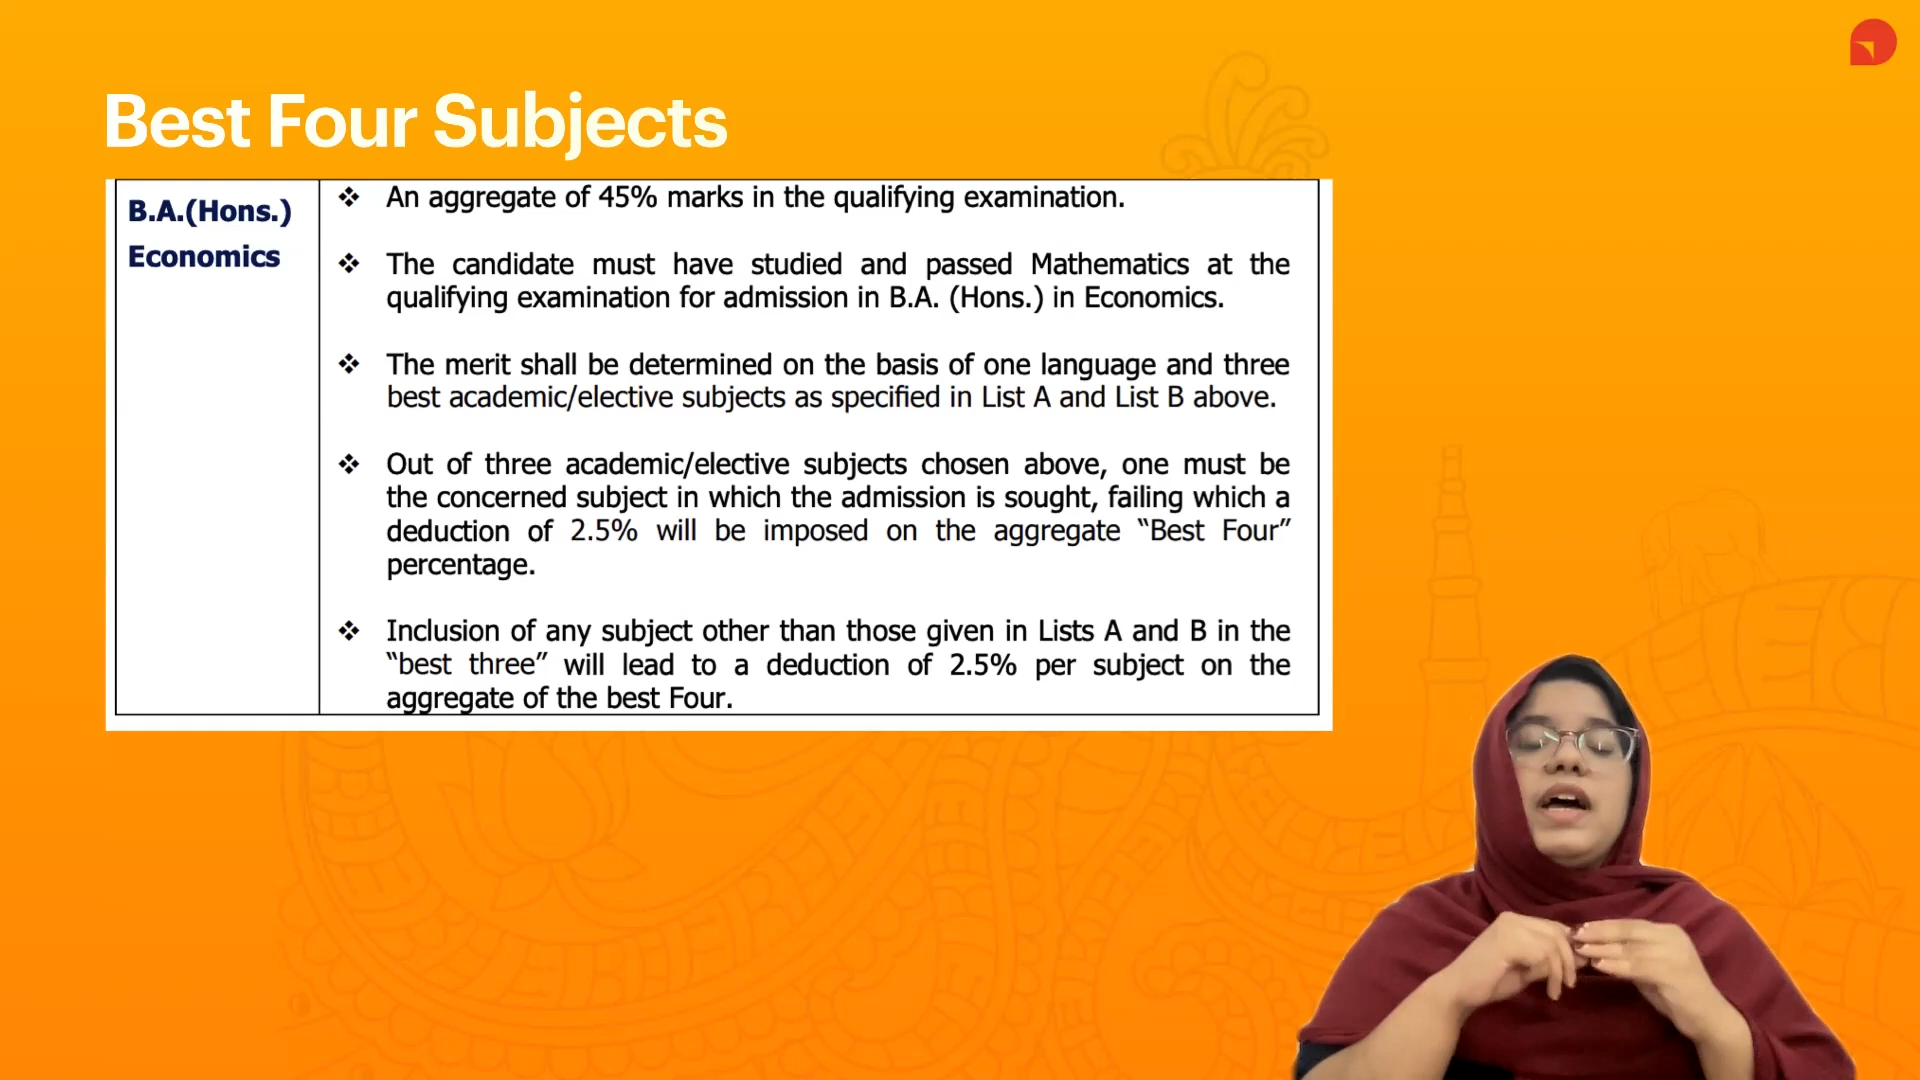 Best Four Subjects
B.A.(Hons.)
Economics
❖ An aggregate of 45% marks in the qualifying examination.
❖ The candidate must have studied and passed Mathematics at the
qualifying examination for admission in B.A. (Hons.) in Economics.
❖ The merit shall be determined on the basis of one language and three
best academic/elective subjects as specified in List A and List B above.
❖ Out of three academic/elective subjects chosen above, one must be
the concerned subject in which the admission is sought, failing which a
deduction of 2.5% will be imposed on the aggregate “Best Four”
percentage.
❖ Inclusion of any subject other than those given in Lists A and B in the
“best three” will lead to a deduction of 2.5% per subject on the
aggregate of the best Four.